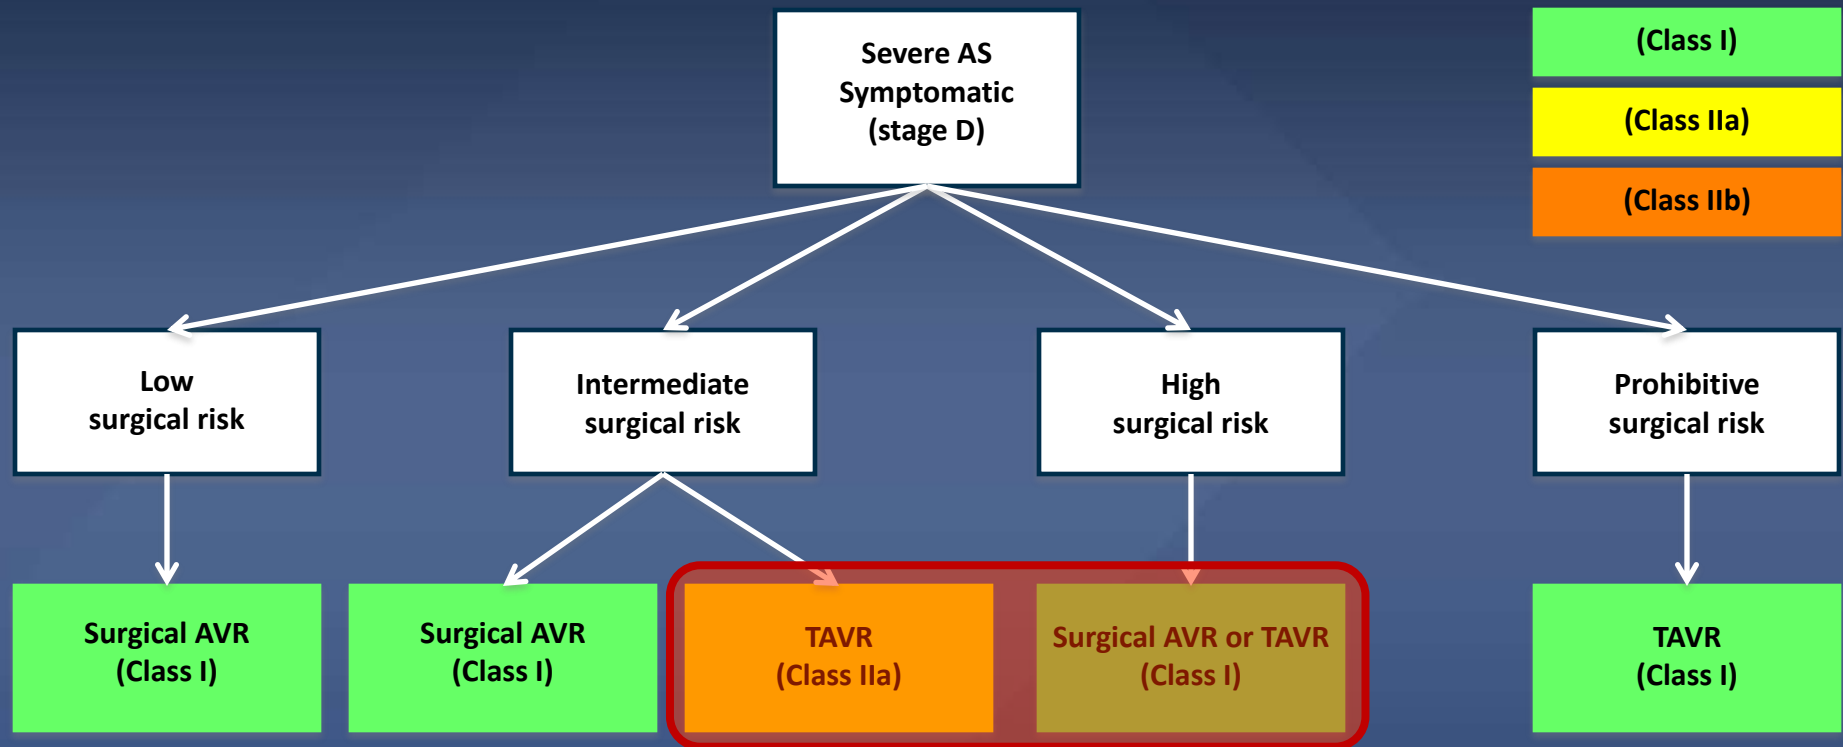 Severe AS
Symptomatic
(stage D)
(Class I)
(Class IIa)
(Class IIb)
Low
surgical risk
Intermediate
surgical risk
High
surgical risk
Prohibitive
surgical risk
Surgical AVR
(Class I)
Surgical AVR
(Class I)
TAVR
(Class IIa)
Surgical AVR or TAVR
(Class I)
TAVR
(Class I)